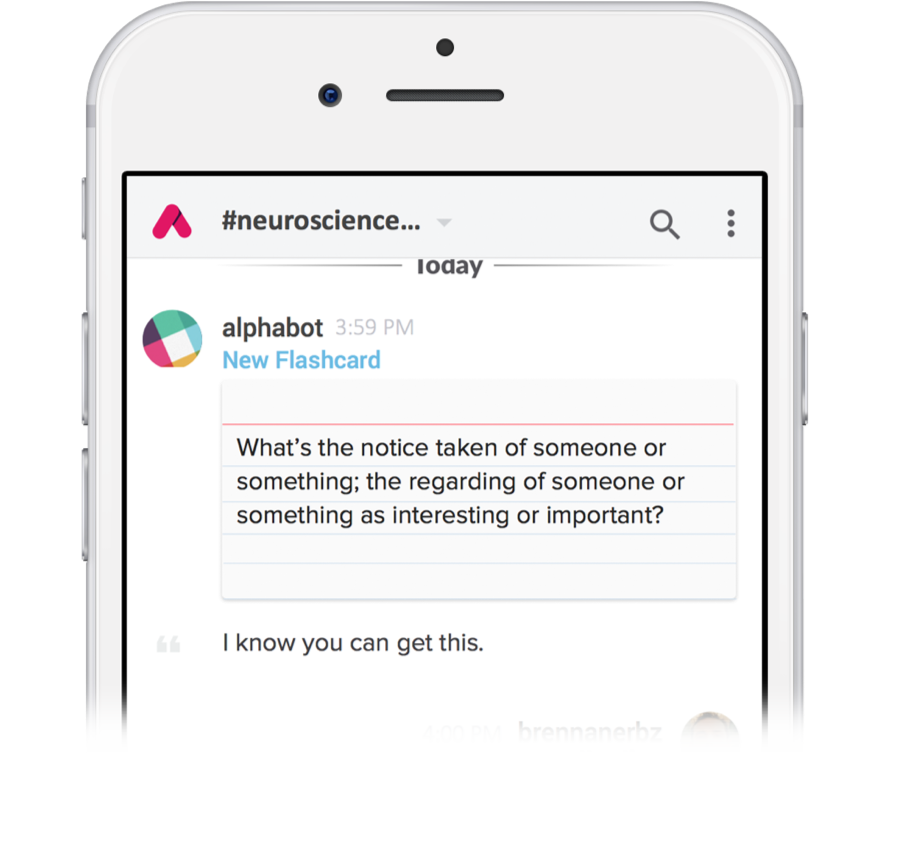 #neuroscience...
Today
alphabot 3:59 PM
New Flashcard
What's the notice taken of someone or
something; the regarding of someone or
something as interesting or important?
I know you can get this.
4:00 PM brennanerbz